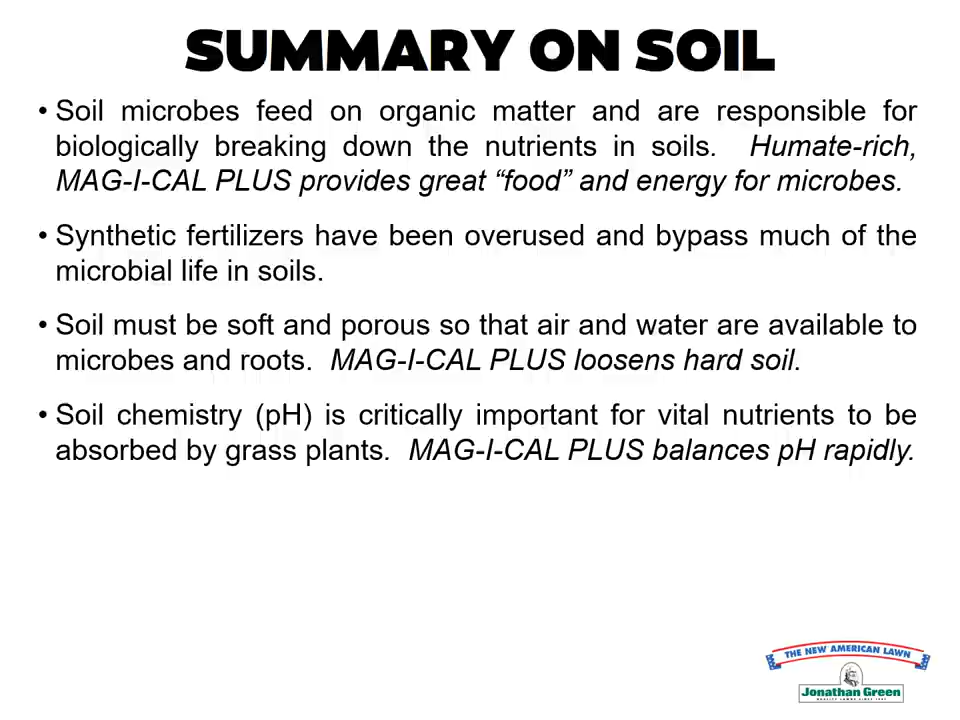 SUMMARY ON SOIL
• Soil microbes feed on organic matter and are responsible for
biologically breaking down the nutrients in soils. Humate-rich,
MAG-I-CAL PLUS provides great “food” and energy for microbes.
• Synthetic fertilizers have been overused and bypass much of the
microbial life in soils.
• Soil must be soft and porous so that air and water are available to
microbes and roots. MAG-I-CAL PLUS loosens hard soil.
• Soil chemistry (pH) is critically important for vital nutrients to be
absorbed by grass plants. MAG-I-CAL PLUS balances pH rapidly.
THE NEW AMERICAN LAWN
Jonathan Green